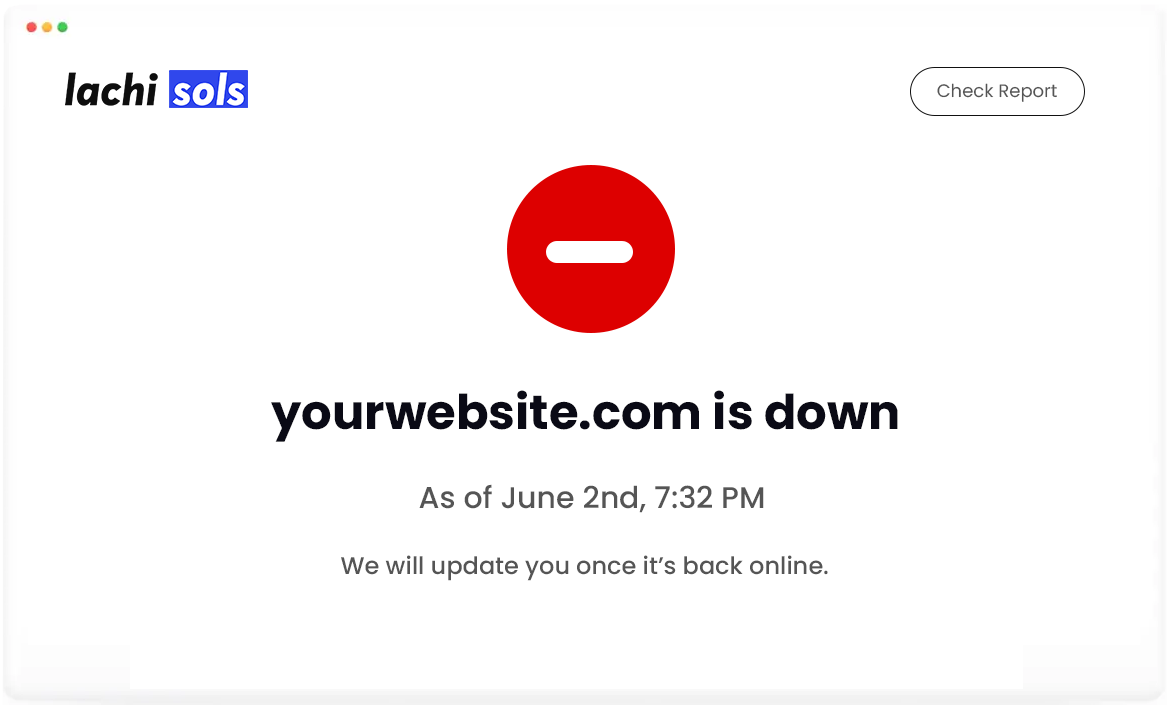 lachi sols
Check Report
yourwebsite.com is down
As of June 2nd, 7:32 PM
We will update you once it’s back online.